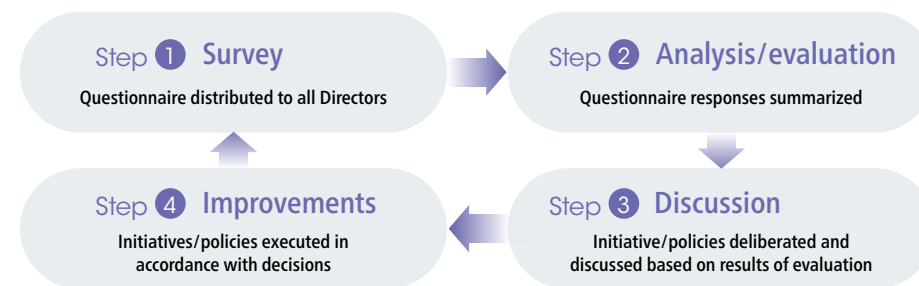 Step 1 Survey
Questionnaire distributed to all Directors
Step 2 Analysis/evaluation
Questionnaire responses summarized
Step 3 Discussion
Initiative/policies deliberated and
discussed based on results of evaluation
Step 4 Improvements
Initiatives/policies executed in
accordance with decisions